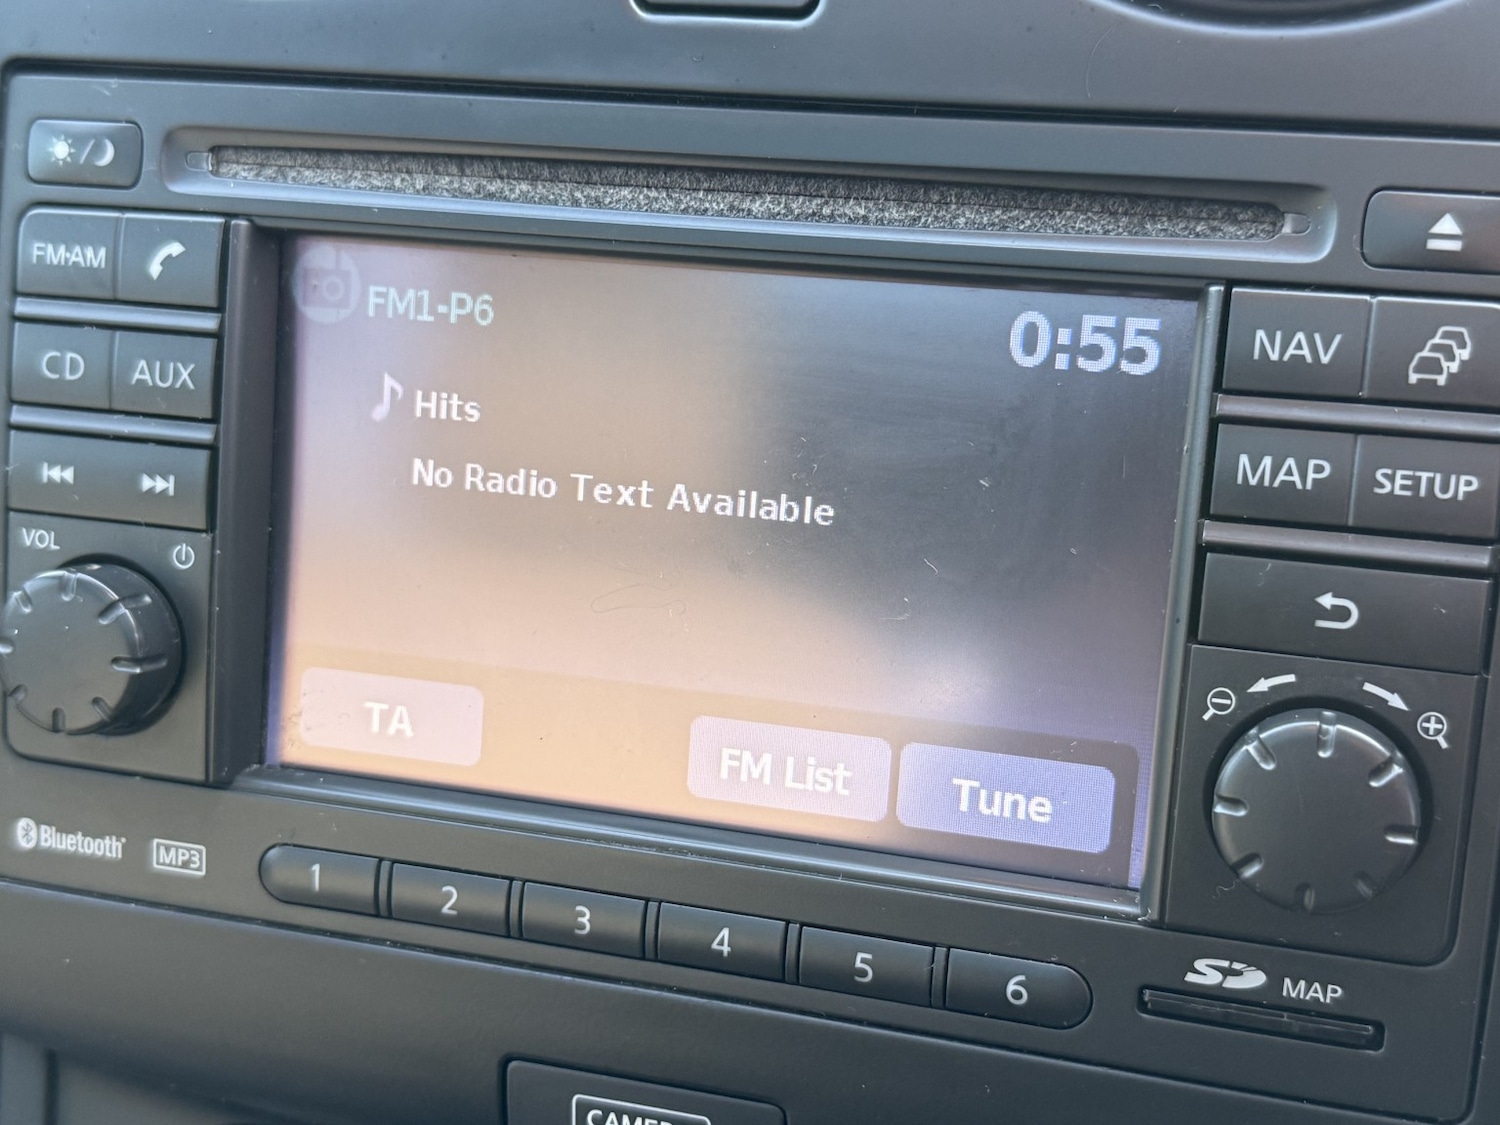 FM·AM
CD
AUX
VOL
FM1-P6
0:55
Hits
No Radio Text Available
TA
FM List
Tune
NAV
MAP
SETUP
Bluetooth
MP3
1
2
3
4
5
6
SD
MAP